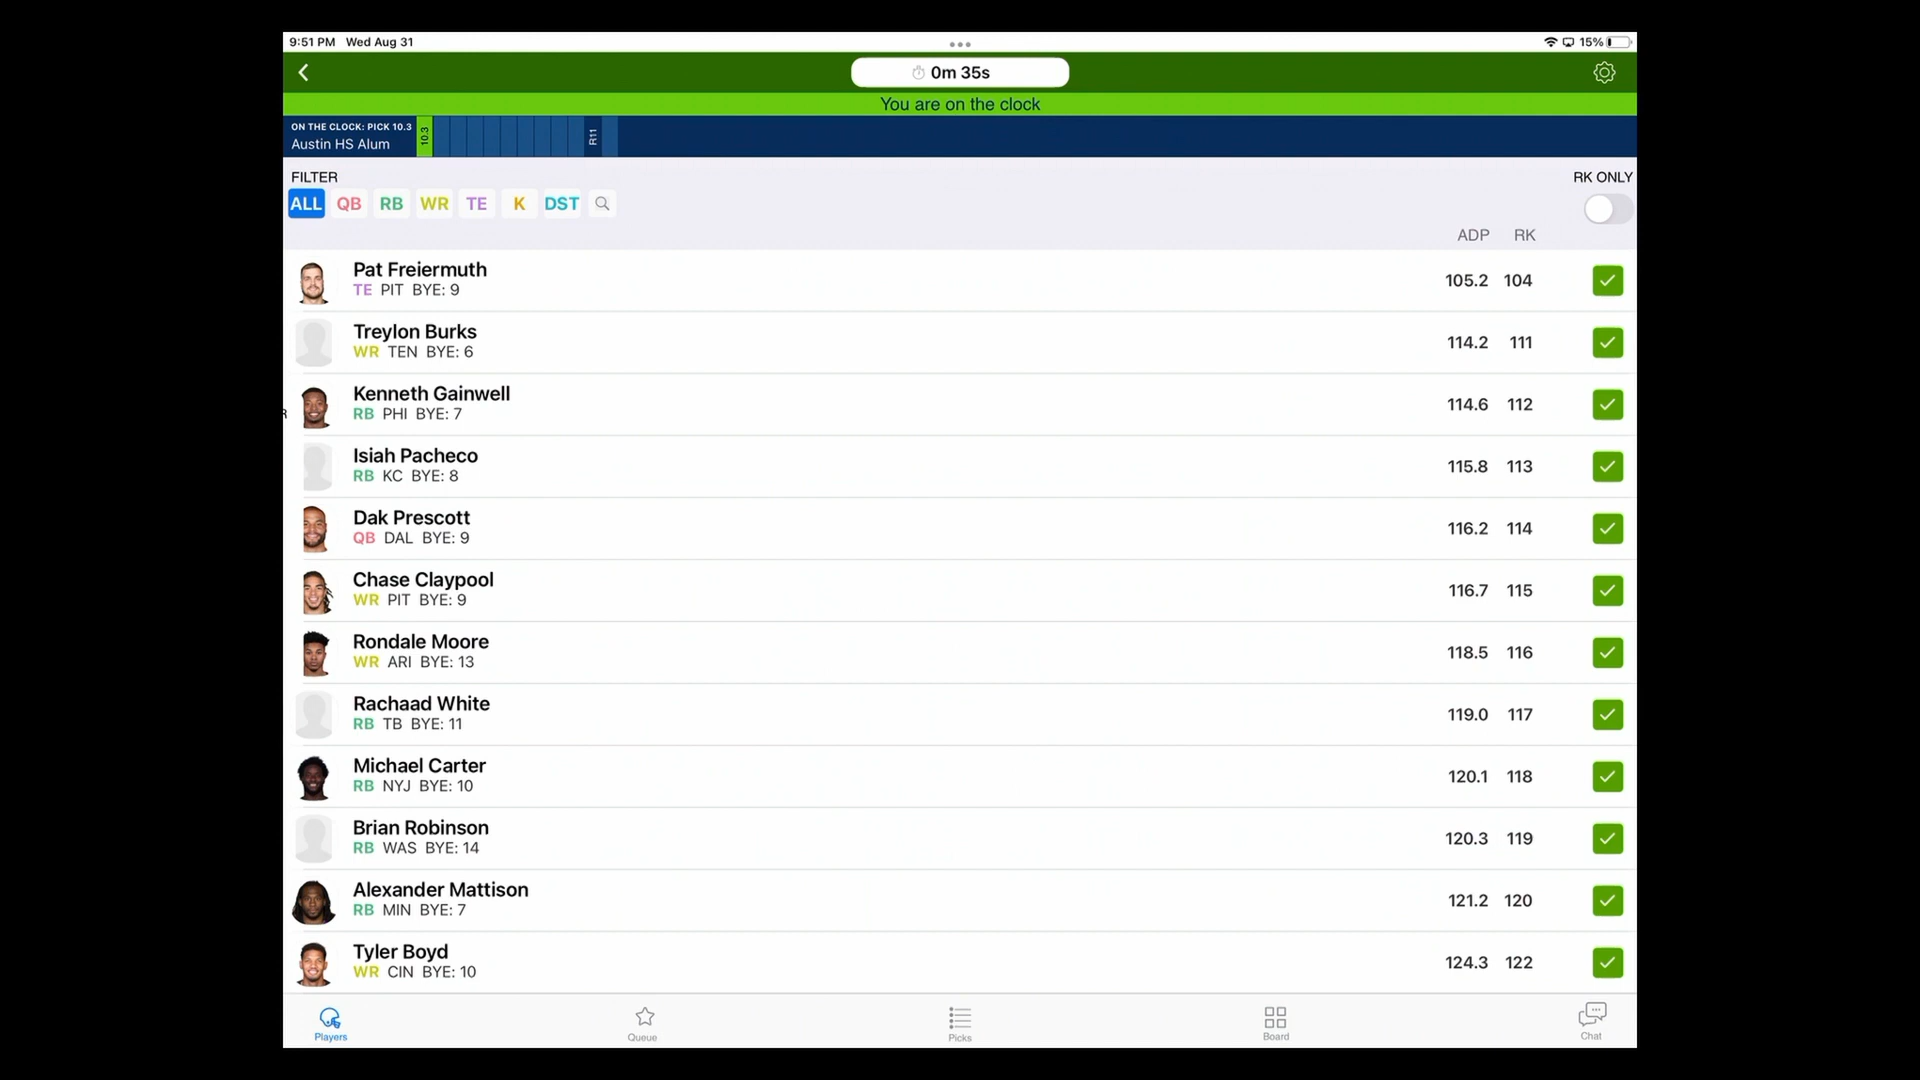 9:51 PM Wed Aug 31
15%
0m 35s
You are on the clock
ON THE CLOCK: PICK 10.3
Austin HS Alum
10.3
R11
FILTER
RK ONLY
ALL QB RB WR TE K DST
ADP RK
Pat Freiermuth
TE PIT BYE: 9
105.2 104
Treylon Burks
WR TEN BYE: 6
114.2 111
Kenneth Gainwell
RB PHI BYE: 7
114.6 112
R
Isiah Pacheco
RB KC BYE: 8
115.8 113
Dak Prescott
QB DAL BYE: 9
116.2 114
Chase Claypool
WR PIT BYE: 9
116.7 115
Rondale Moore
WR ARI BYE: 13
118.5 116
Rachaad White
RB TB BYE: 11
119.0 117
Michael Carter
RB NYJ BYE: 10
120.1 118
Brian Robinson
RB WAS BYE: 14
120.3 119
Alexander Mattison
RB MIN BYE: 7
121.2 120
Tyler Boyd
WR CIN BYE: 10
124.3 122
Players
Queue
Picks
Board
Chat